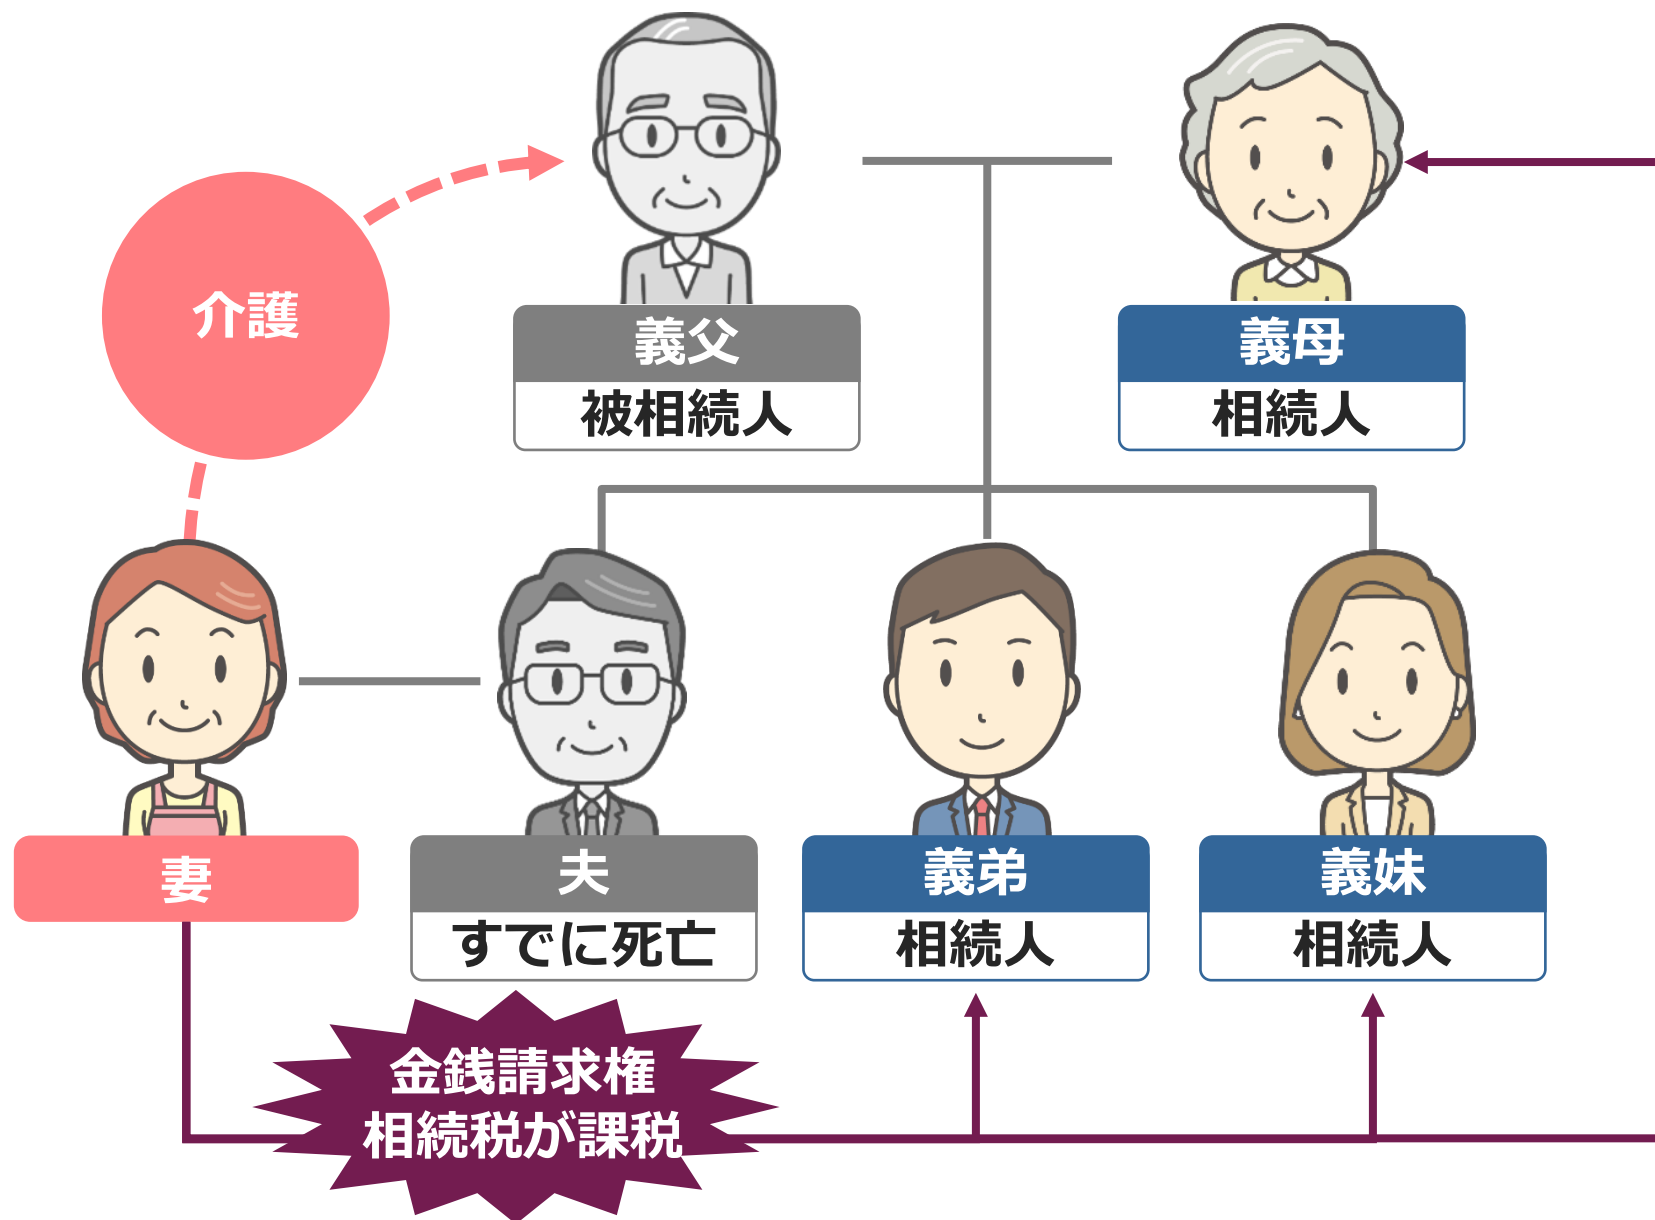 介護
義父
被相続人
義母
相続人
妻
夫
すでに死亡
義弟
相続人
義妹
相続人
金銭請求権
相続税が課税